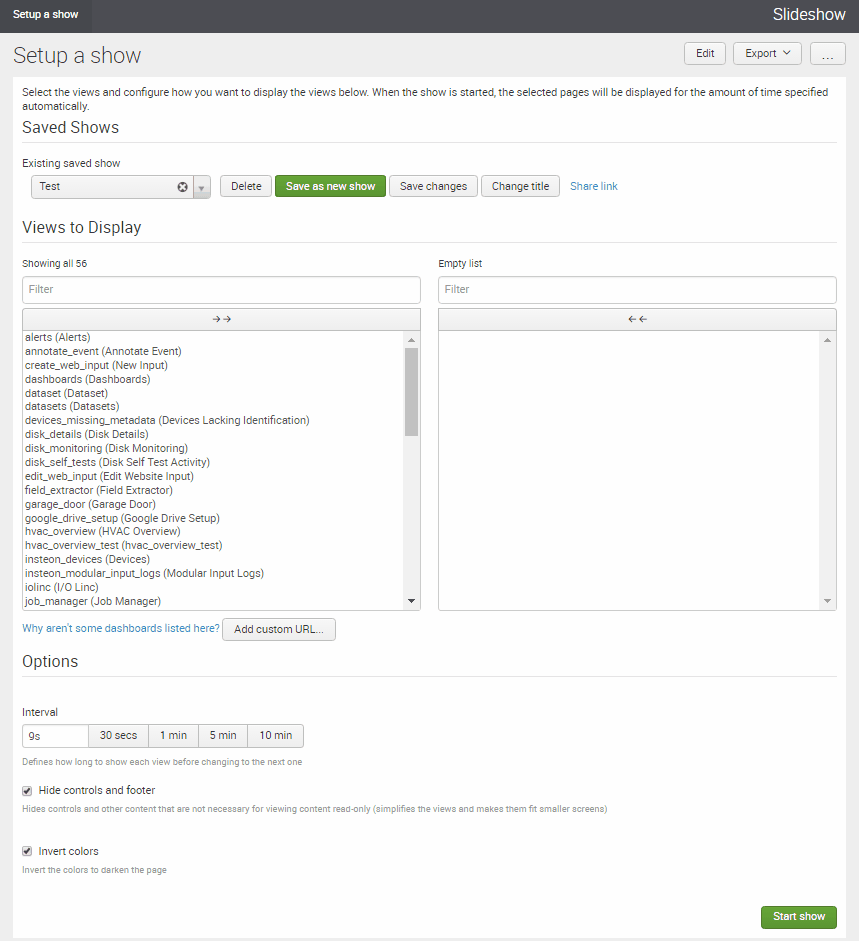 Setup a show
Slideshow
Setup a show
Edit
Export
...
Select the views and configure how you want to display the views below. When the show is started, the selected pages will be displayed for the amount of time specified
automatically.
Saved Shows
Existing saved show
Test
Delete
Save as new show
Save changes
Change title
Share link
Views to Display
Showing all 56
Empty list
Filter
Filter
→→
←←
alerts (Alerts)
annotate_event (Annotate Event)
create_web_input (New Input)
dashboards (Dashboards)
dataset (Dataset)
datasets (Datasets)
devices_missing_metadata (Devices Lacking Identification)
disk_details (Disk Details)
disk_monitoring (Disk Monitoring)
disk_self_tests (Disk Self Test Activity)
edit_web_input (Edit Website Input)
field_extractor (Field Extractor)
garage_door (Garage Door)
google_drive_setup (Google Drive Setup)
hvac_overview (HVAC Overview)
hvac_overview_test (hvac_overview_test)
insteon_devices (Devices)
insteon_modular_input_logs (Modular Input Logs)
iolinc (I/O Linc)
job_manager (Job Manager)
Why aren't some dashboards listed here?
Add custom URL...
Options
Interval
9s
30 secs
1 min
5 min
10 min
Defines how long to show each view before changing to the next one
Hide controls and footer
Hides controls and other content that are not necessary for viewing content read-only (simplifies the views and makes them fit smaller screens)
Invert colors
Invert the colors to darken the page
Start show